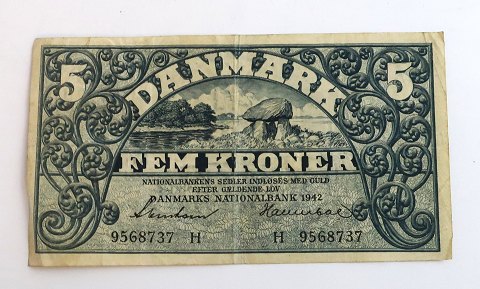 5 DANMARK 5
FEM KRONER
NATIONALBANKENS SEDLER INDLØSES MED GULD
EFTER GÆLDENDE LOV
DANMARKS NATIONALBANK 1942
9568737 H H 9568737